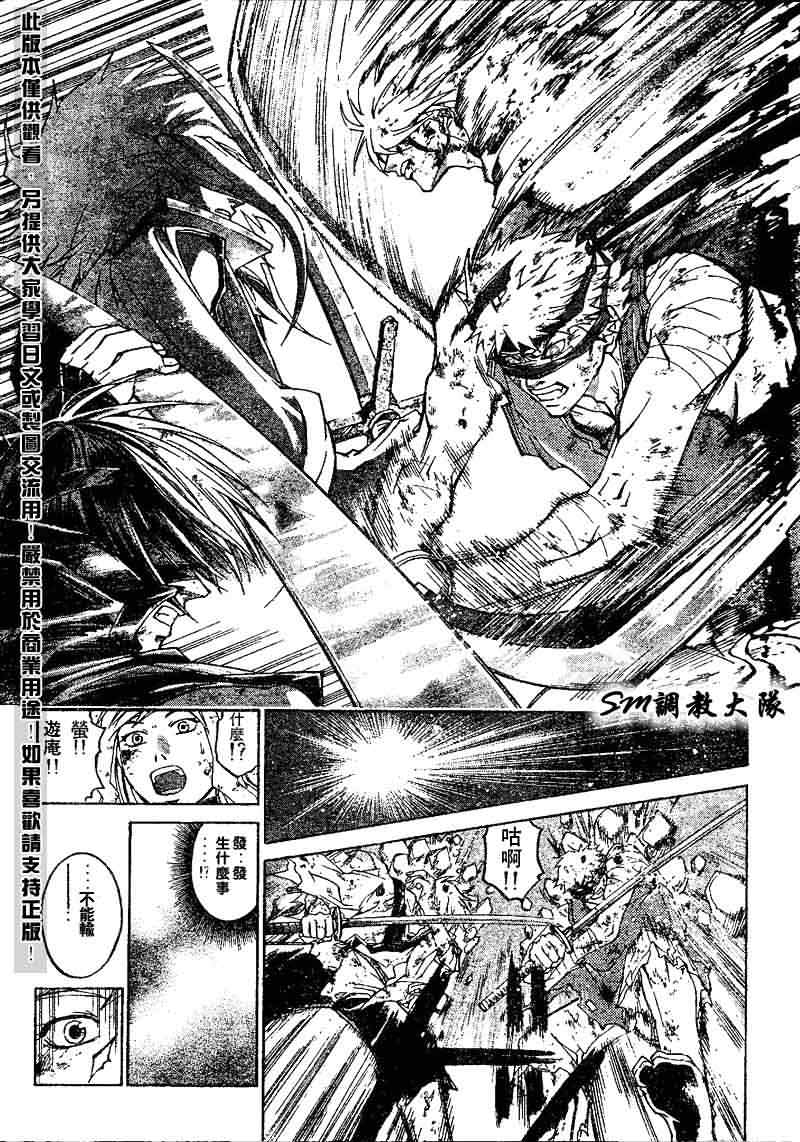 此版本僅供觀看，另提供大家學習日文或製圖交流用！嚴禁用於商業用途！如果喜歡請支持正版！
SM調教大隊
咕啊!!
什麼!?
螢!!
遊庵!!
發‥發
生什麼事
‥‥!?
‥‥不能輸
——